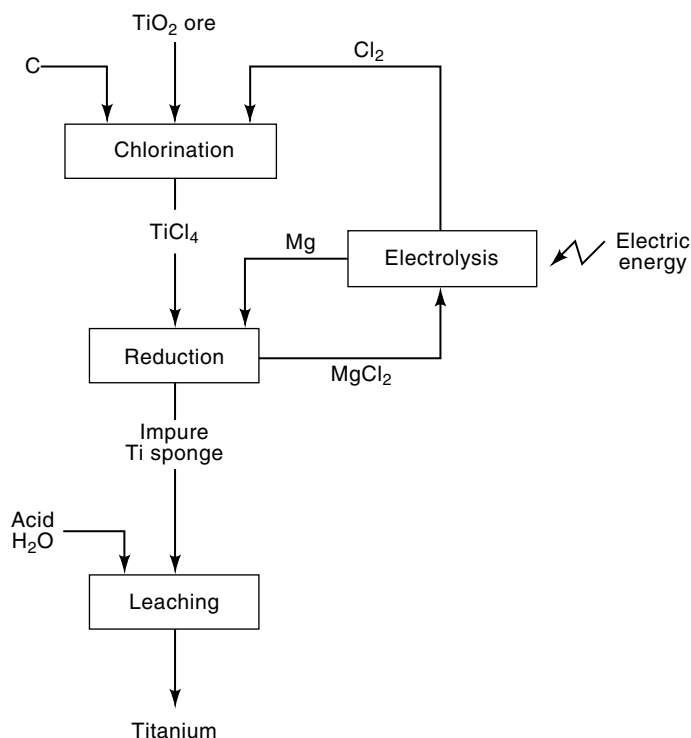 TiO₂ ore
C
Cl₂
Chlorination
TiCl₄
Mg
Electrolysis
Electric
energy
Reduction
MgCl₂
Impure
Ti sponge
Acid
H₂O
Leaching
Titanium